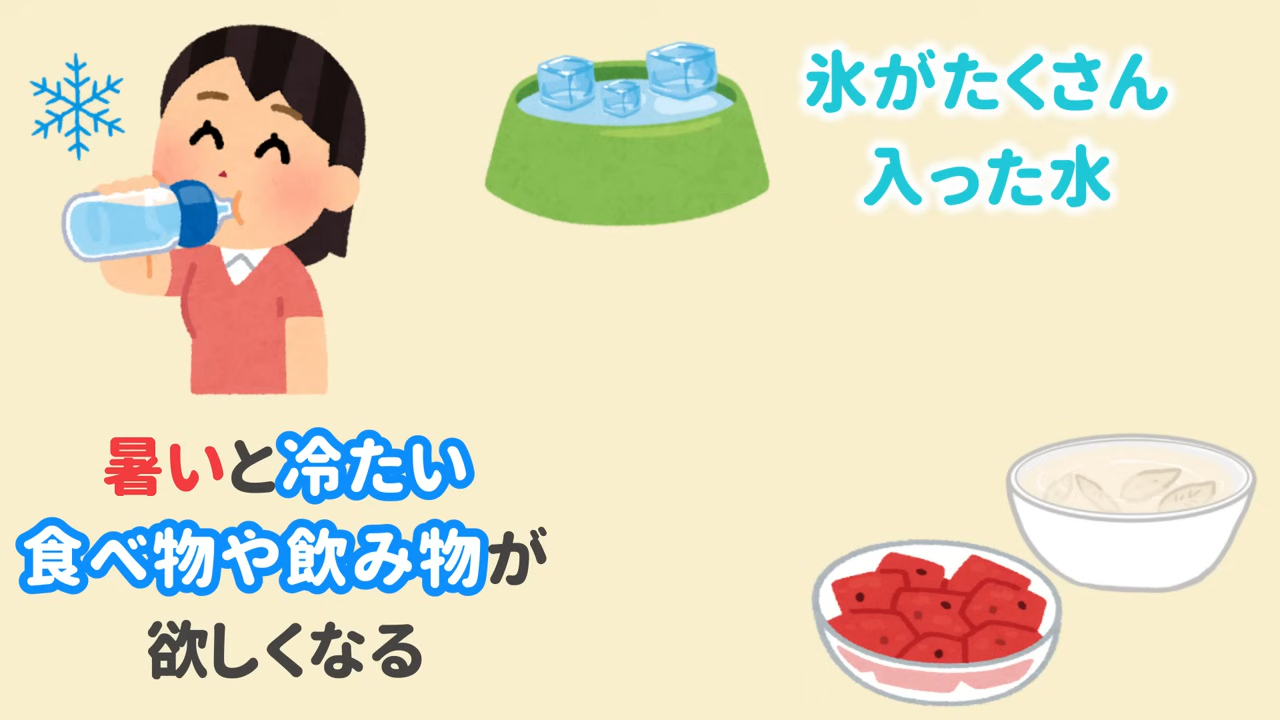 氷がたくさん
入った水
暑いと冷たい
食べ物や飲み物が
欲しくなる